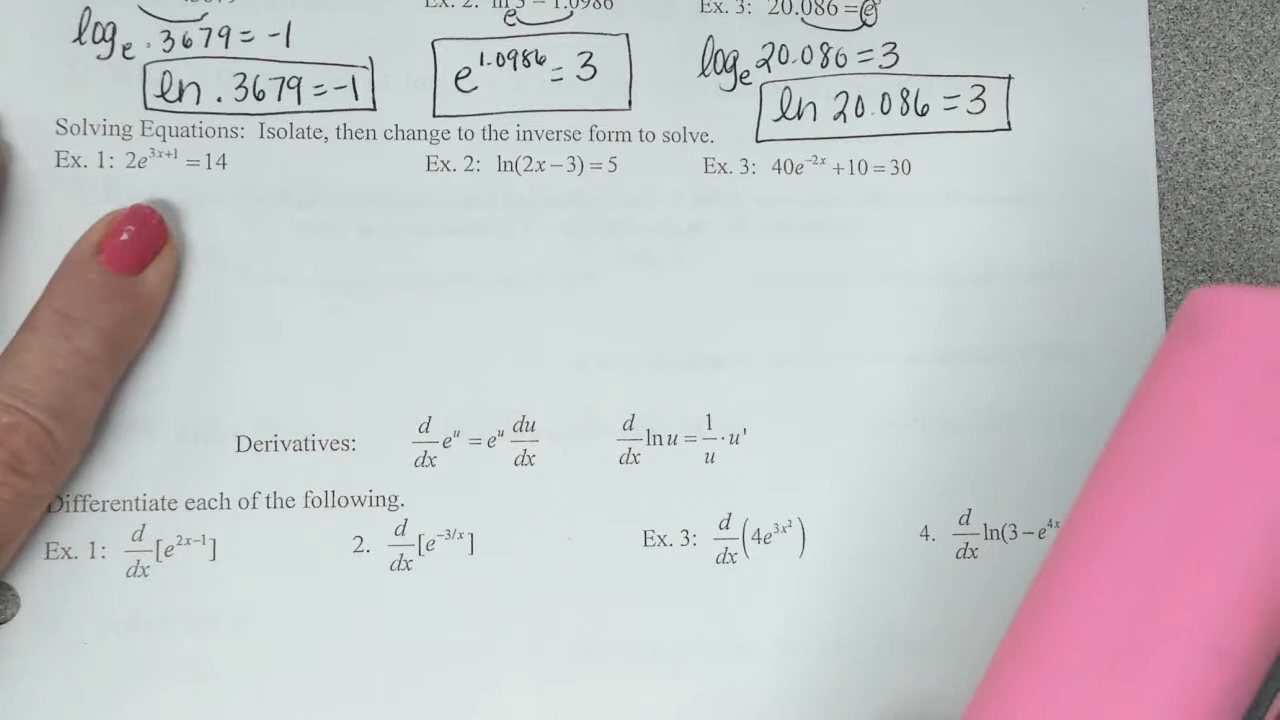 Ex. 3: 20.086 = e
log_e .3679 = -1
ln .3679 = -1
e^{1.0986} = 3
log_e 20.086 = 3
ln 20.086 = 3
Solving Equations: Isolate, then change to the inverse form to solve.
Ex. 1: 2e^{3x+1} = 14 Ex. 2: ln(2x − 3) = 5 Ex. 3: 40e^{−2x} + 10 = 30
Derivatives: d/dx e^u = e^u du/dx d/dx ln u = 1/u · u'
Differentiate each of the following.
Ex. 1: d/dx [e^{2x−1}] 2. d/dx [e^{−3/x}] Ex. 3: d/dx (4e^{3x²}) 4. d/dx ln(3 − e^{4x}